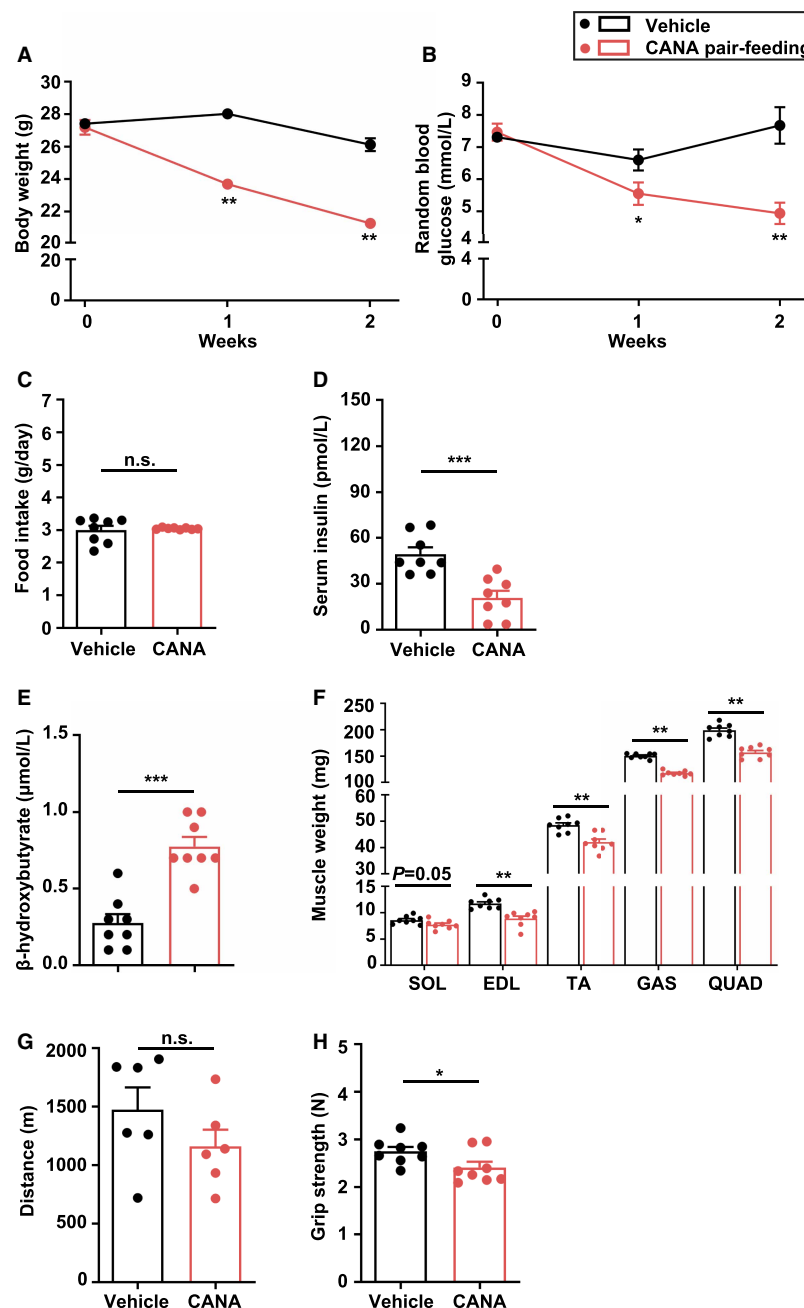 Vehicle
CANA pair-feeding
A
Body weight (g)
30
28
26
24
22
20
20
0
**
**
0
1
2
Weeks
B
Random blood
glucose (mmol/L)
9
8
7
6
5
4
4
0
*
**
0
1
2
Weeks
C
Food intake (g/day)
7
6
5
4
3
2
1
0
n.s.
Vehicle
CANA
D
Serum insulin (pmol/L)
150
120
90
60
30
0
***
Vehicle
CANA
E
β-hydroxybutyrate (μmol/L)
1.5
1.0
0.5
0.0
***
F
Muscle weight (mg)
250
200
150
100
60
50
40
30
15
10
5
0
P=0.05
**
**
**
**
SOL
EDL
TA
GAS
QUAD
G
Distance (m)
2000
1500
1000
500
0
n.s.
Vehicle
CANA
H
Grip strength (N)
5
4
3
2
1
0
*
Vehicle
CANA